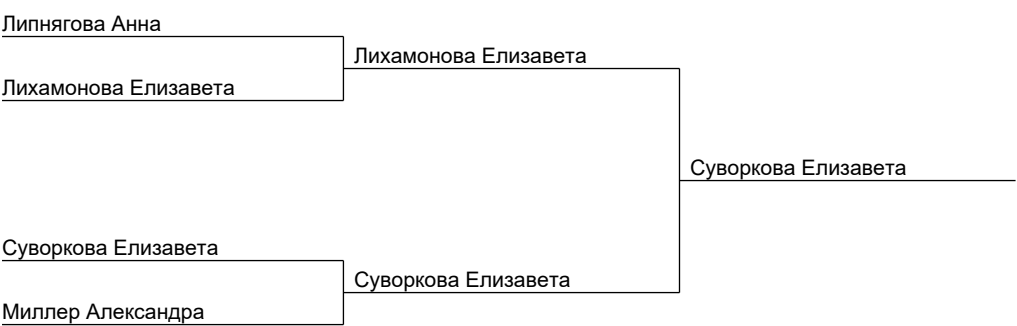 Липнягова Анна
Лихамонова Елизавета
Лихамонова Елизавета
Суворкова Елизавета
Суворкова Елизавета
Суворкова Елизавета
Миллер Александра